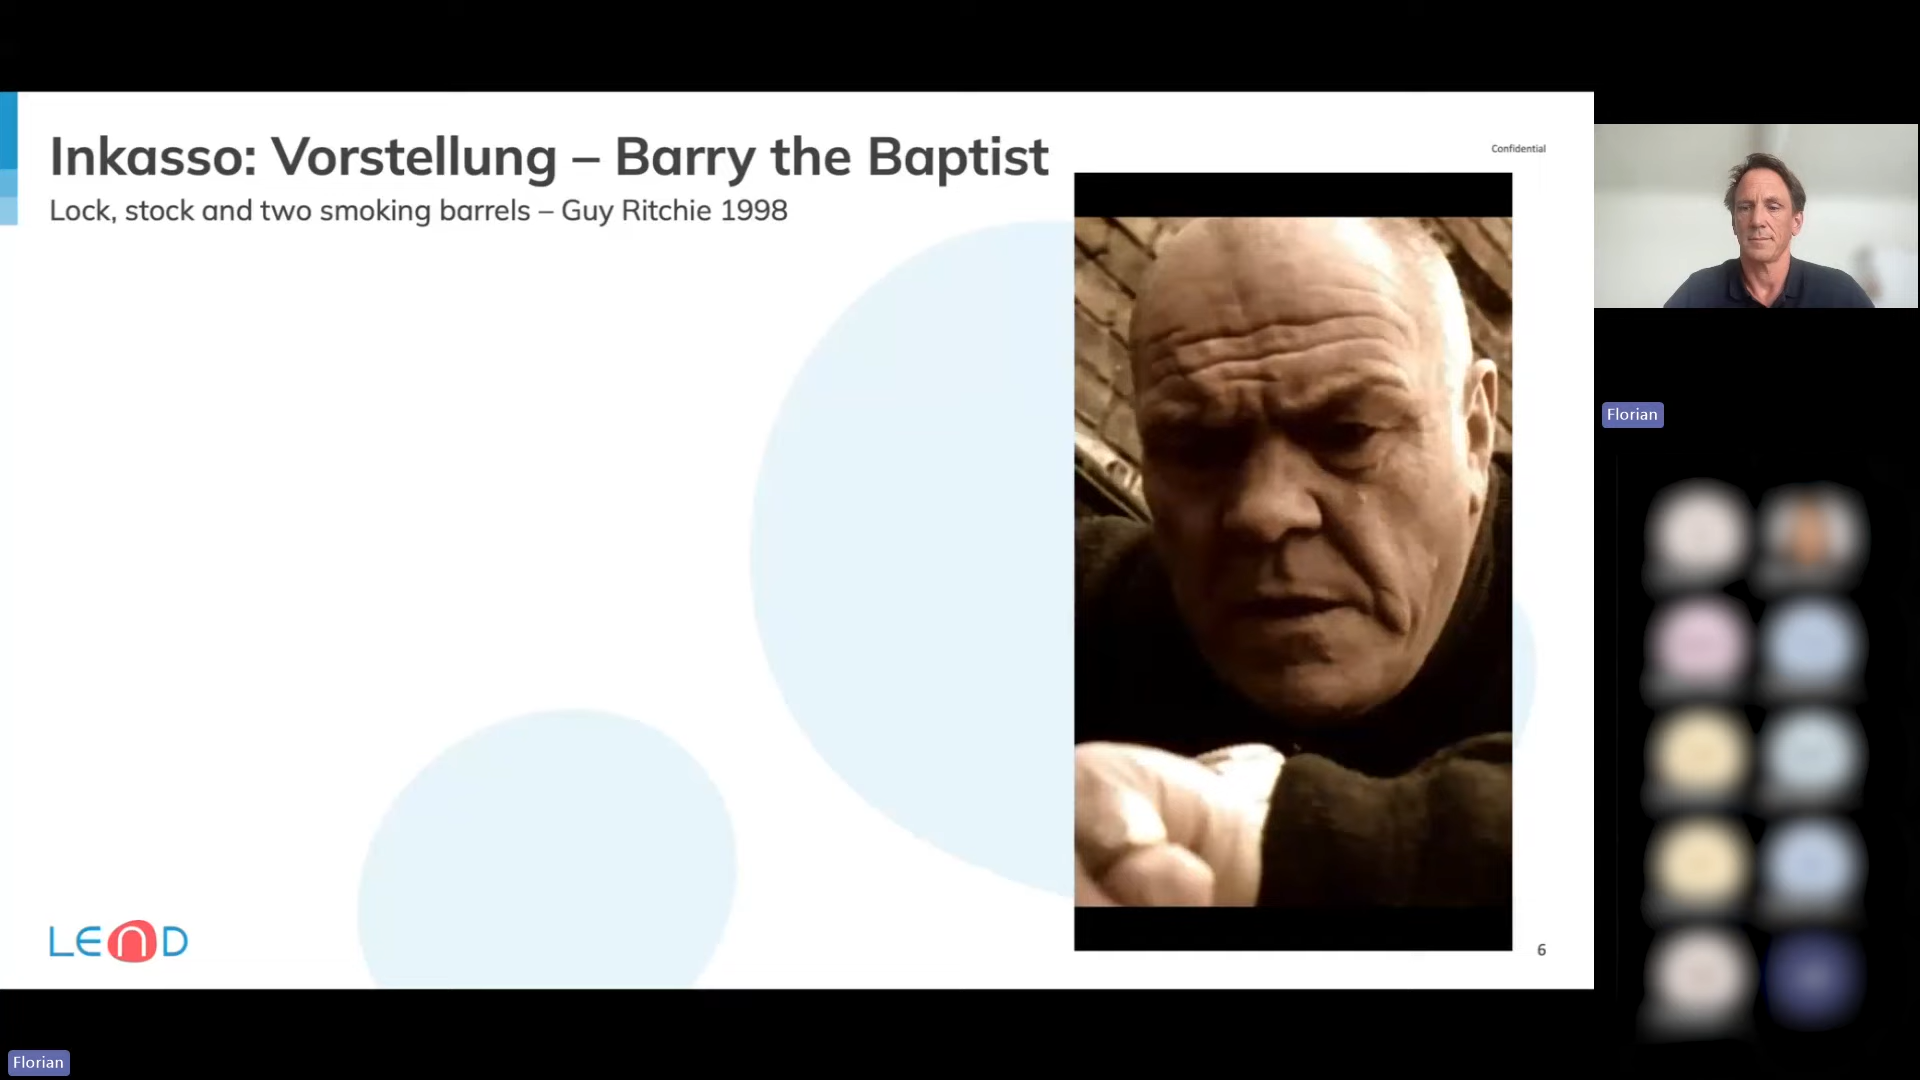 Inkasso: Vorstellung – Barry the Baptist
Confidential
Lock, stock and two smoking barrels – Guy Ritchie 1998
Florian
LEND
6
Florian